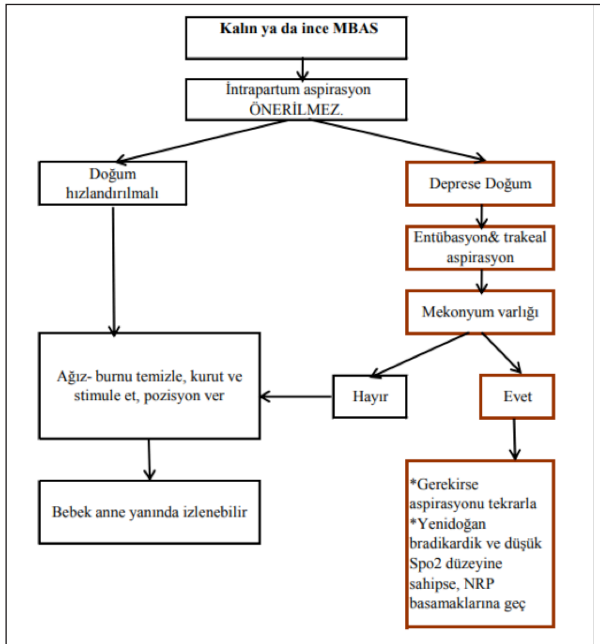 Kalın ya da ince MBAS
İntrapartum aspirasyon
ÖNERİLMEZ.
Doğum
hızlandırılmalı
Deprese Doğum
Entübasyon& trakeal
aspirasyon
Mekonyum varlığı
Ağız- burnu temizle, kurut ve
stimule et, pozisyon ver
Hayır
Evet
Bebek anne yanında izlenebilir
*Gerekirse
aspirasyonu tekrarla
*Yenidoğan
bradikardik ve düşük
Spo2 düzeyine
sahipse, NRP
basamaklarına geç